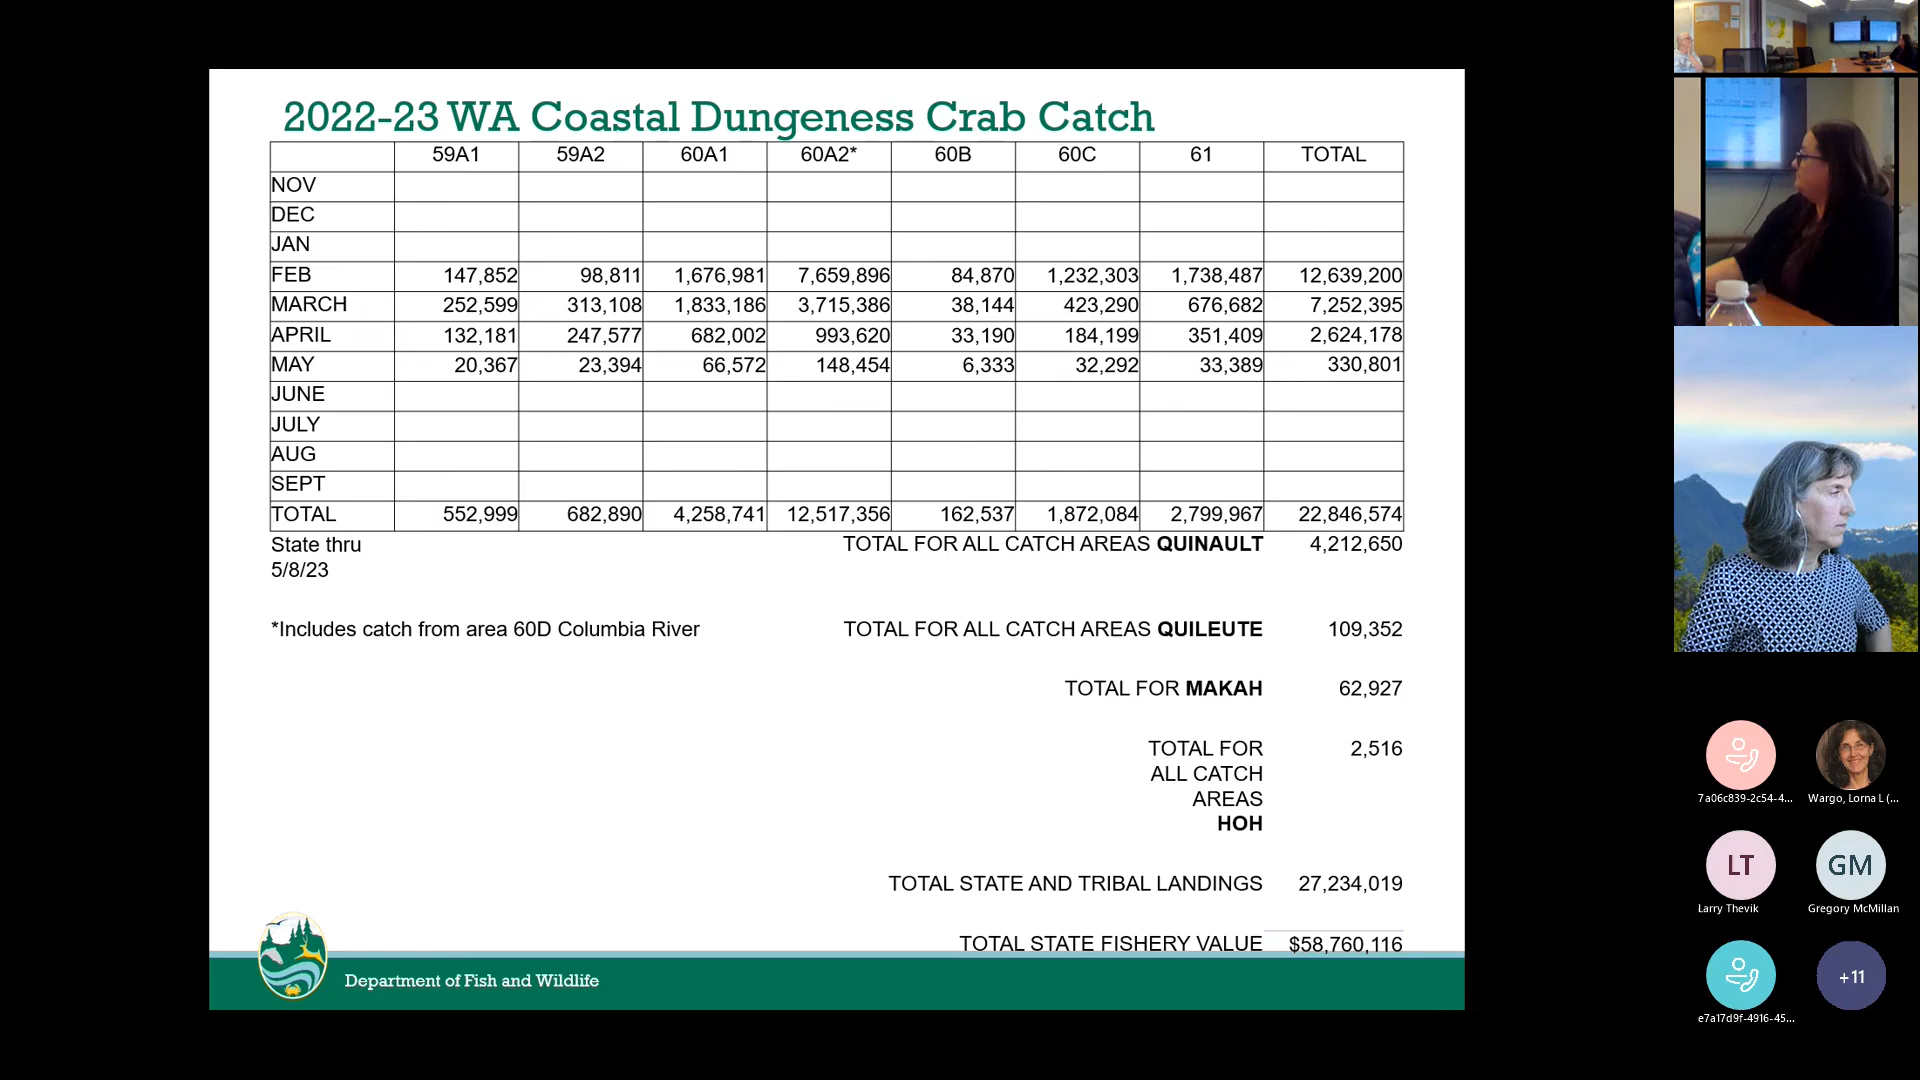 2022-23 WA Coastal Dungeness Crab Catch
59A1 59A2 60A1 60A2* 60B 60C 61 TOTAL
NOV
DEC
JAN
FEB 147,852 98,811 1,676,981 7,659,896 84,870 1,232,303 1,738,487 12,639,200
MARCH 252,599 313,108 1,833,186 3,715,386 38,144 423,290 676,682 7,252,395
APRIL 132,181 247,577 682,002 993,620 33,190 184,199 351,409 2,624,178
MAY 20,367 23,394 66,572 148,454 6,333 32,292 33,389 330,801
JUNE
JULY
AUG
SEPT
TOTAL 552,999 682,890 4,258,741 12,517,356 162,537 1,872,084 2,799,967 22,846,574
State thru
5/8/23
TOTAL FOR ALL CATCH AREAS QUINAULT 4,212,650
*Includes catch from area 60D Columbia River
TOTAL FOR ALL CATCH AREAS QUILEUTE 109,352
TOTAL FOR MAKAH 62,927
TOTAL FOR 2,516
ALL CATCH
AREAS
HOH
TOTAL STATE AND TRIBAL LANDINGS 27,234,019
TOTAL STATE FISHERY VALUE $58,760,116
Department of Fish and Wildlife
7a06c839-2c54-4...
Wargo, Lorna L (...
LT
GM
Larry Thevik
Gregory McMillan
+11
e7a17d9f-4916-45...